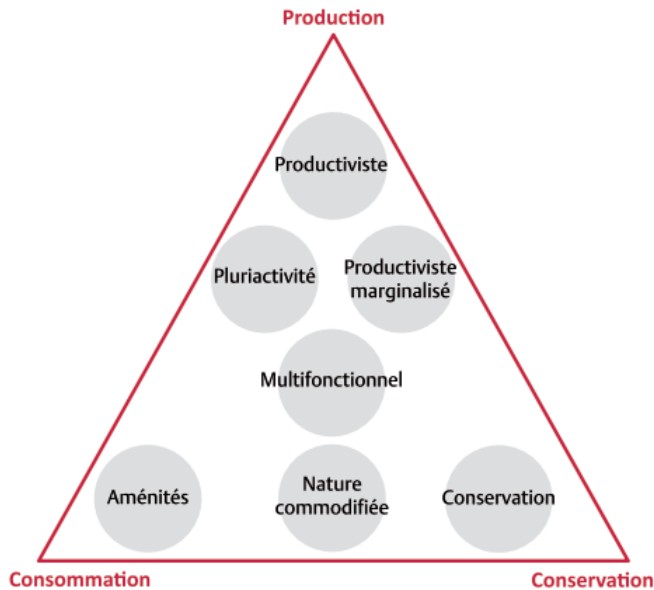 Production
Productiviste
Pluriactivité
Productiviste
marginalisé
Multifonctionnel
Aménités
Nature
commodifiée
Conservation
Consommation
Conservation